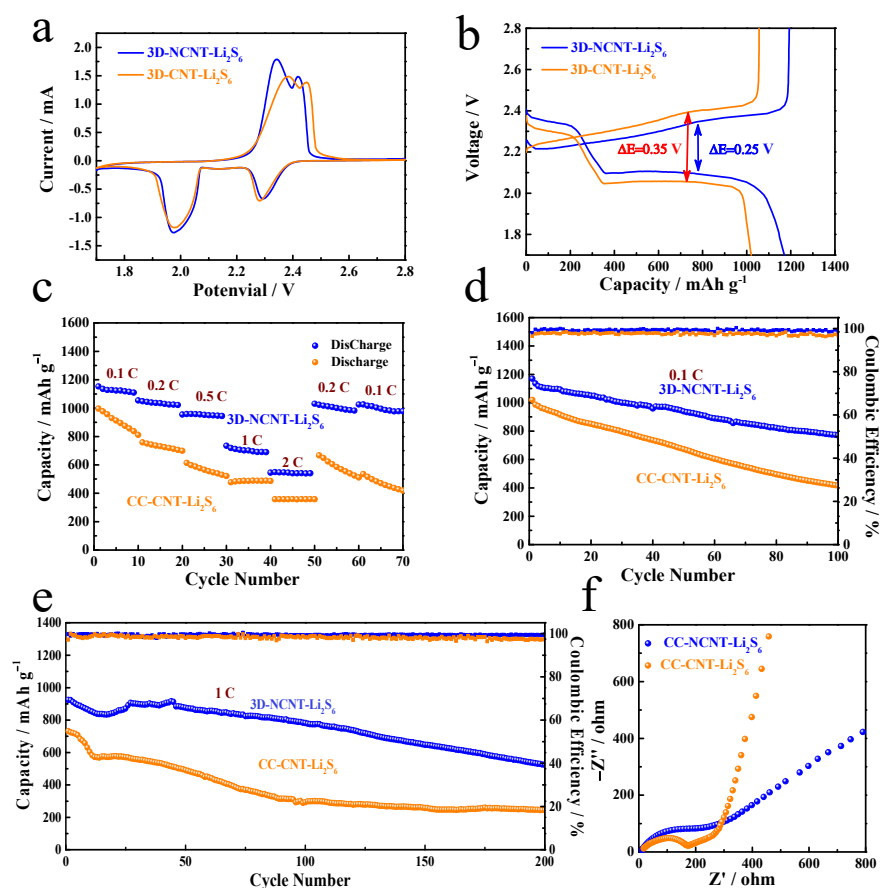 a
3D-NCNT-Li2S6
3D-CNT-Li2S6
Current / mA
2.0
1.5
1.0
0.5
0.0
-0.5
-1.0
-1.5
1.8 2.0 2.2 2.4 2.6 2.8
Potenvial / V
b
3D-NCNT-Li2S6
3D-CNT-Li2S6
ΔE=0.35 V
ΔE=0.25 V
Voltage / V
2.8
2.6
2.4
2.2
2.0
1.8
0 200 400 600 800 1000 1200 1400
Capacity / mAh g-1
c
DisCharge
Discharge
0.1 C
0.2 C
0.5 C
1 C
2 C
0.2 C
0.1 C
3D-NCNT-Li2S6
CC-CNT-Li2S6
Capacity / mAh g−1
1600
1400
1200
1000
800
600
400
200
0
0 10 20 30 40 50 60 70
Cycle Number
d
0.1 C
3D-NCNT-Li2S6
CC-CNT-Li2S6
Capacity / mAh g−1
1600
1400
1200
1000
800
600
400
200
0
Coulombic Efficiency / %
100
80
60
40
20
0
0 20 40 60 80 100
Cycle Number
e
1 C
3D-NCNT-Li2S6
CC-CNT-Li2S6
Capacity / mAh g−1
1400
1200
1000
800
600
400
200
0
Coulombic Efficiency / %
100
80
60
40
20
0
0 50 100 150 200
Cycle Number
f
CC-NCNT-Li2S6
CC-CNT-Li2S6
−Z'' / ohm
800
600
400
200
0
0 200 400 600 800
Z' / ohm